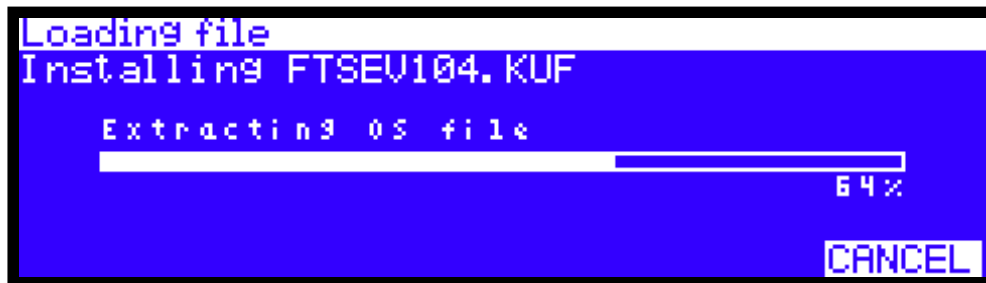 Loading file
Installing FTSEV104.KUF
Extracting OS file
64%
CANCEL